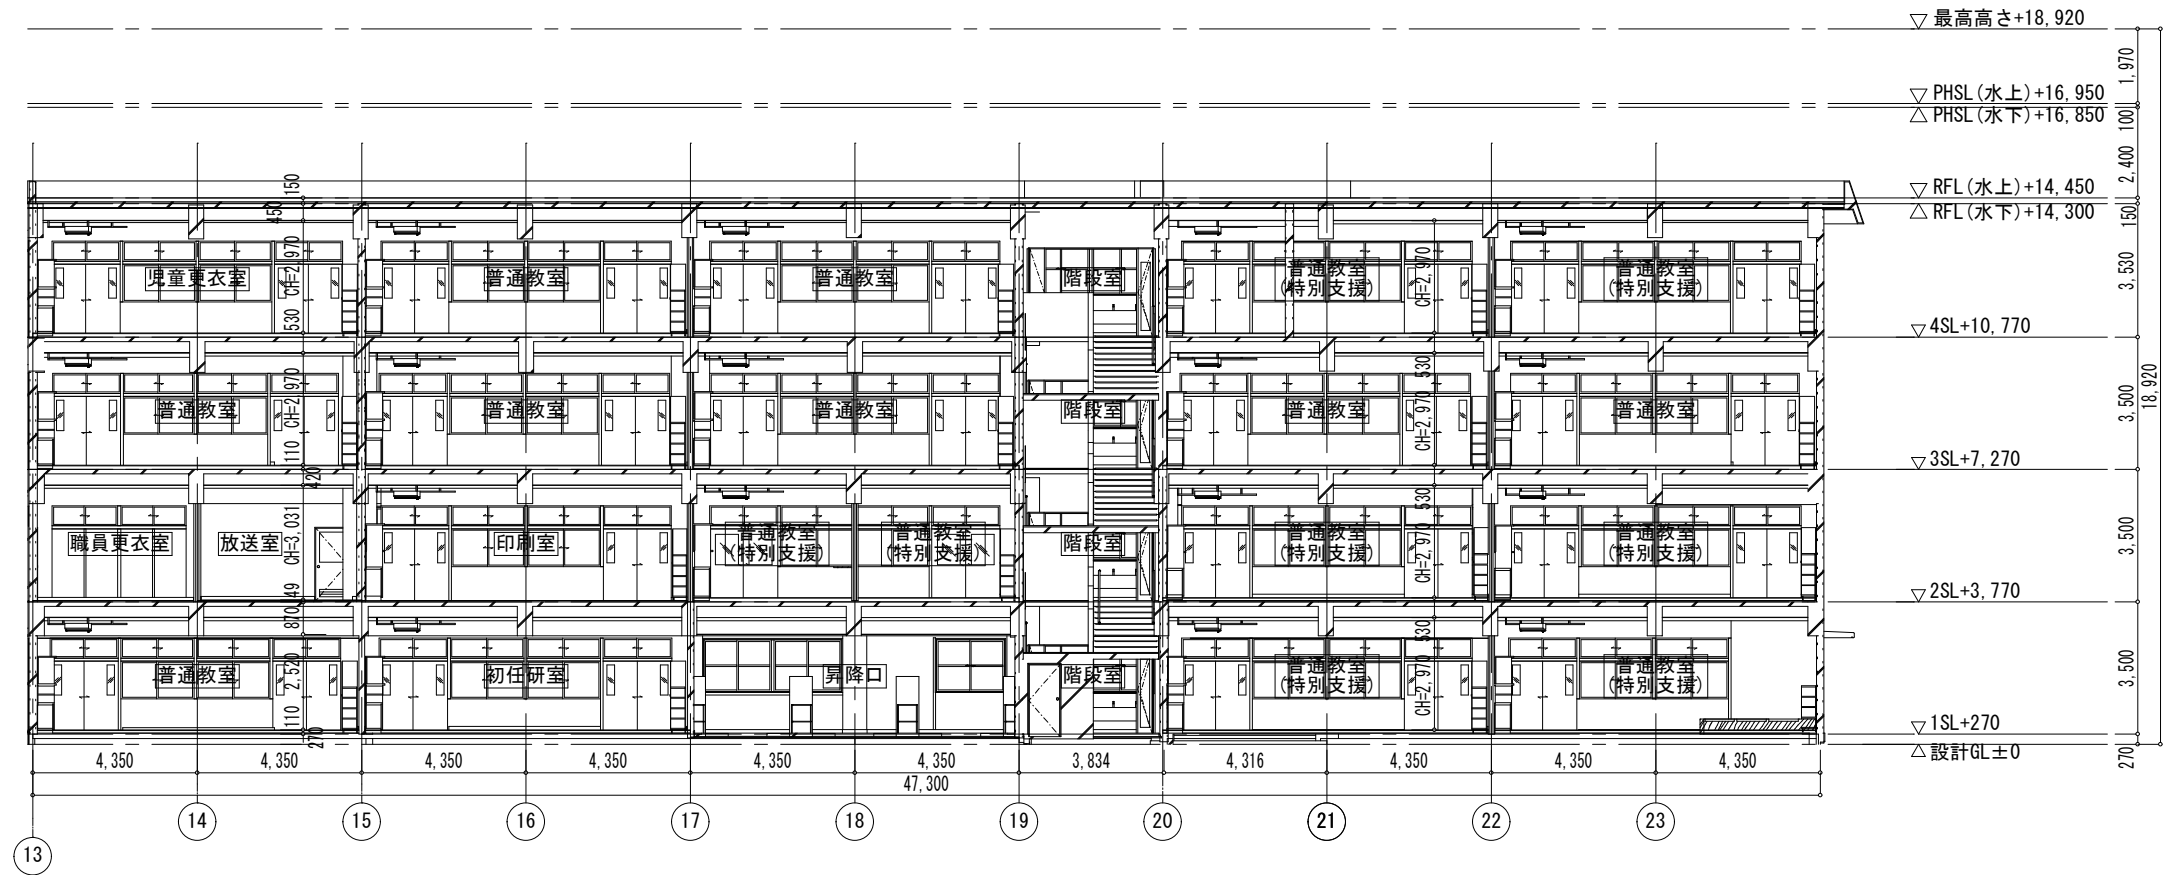 ▽ 最高高さ+18,920
1,970
▽ PHSL(水上)+16,950
△ PHSL(水下)+16,850
100
2,400
▽ RFL(水上)+14,450
△ RFL(水下)+14,300
150
150
450
530 CH=2,970
児童更衣室
普通教室
普通教室
階段室
普通教室
(特別支援)
CH=2,970
普通教室
(特別支援)
3,530
▽ 4SL+10,770
110 CH=2,970
普通教室
普通教室
普通教室
階段室
普通教室
CH=2,970 530
普通教室
3,500
18,920
▽ 3SL+7,270
420
49 CH=3,031
職員更衣室
放送室
印刷室
普通教室
(特別支援)
普通教室
(特別支援)
階段室
普通教室
(特別支援)
CH=2,970 530
普通教室
(特別支援)
3,500
▽ 2SL+3,770
870
110 2,520
普通教室
初任研室
昇降口
階段室
普通教室
(特別支援)
CH=2,970 530
普通教室
(特別支援)
3,500
▽ 1SL+270
270
△ 設計GL±0
270
4,350 4,350 4,350 4,350 4,350 4,350 3,834 4,316 4,350 4,350 4,350
47,300
13 14 15 16 17 18 19 20 21 22 23